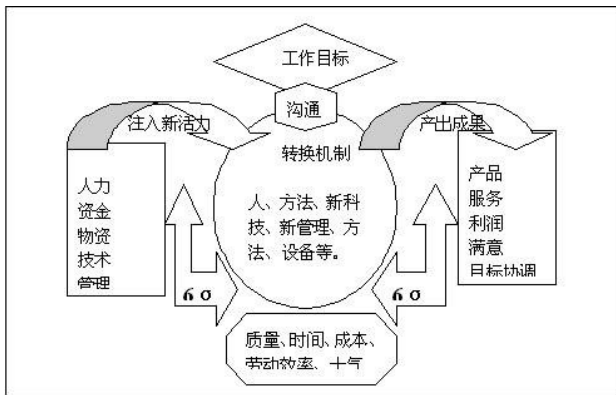 工作目标
沟通
注入新活力
产出成果
转换机制
人、方法、新科
技、新管理、方
法、设备等。
人力
资金
物资
技术
管理
产品
服务
利润
满意
目标协调
6 σ
6 σ
质量、时间、成本、
劳动效率、士气